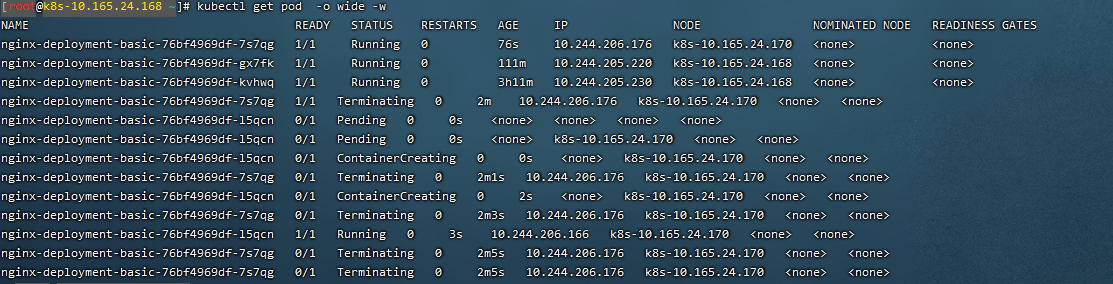 [root@k8s-10.165.24.168 ~]# kubectl get pod  -o wide -w
NAME                                      READY   STATUS    RESTARTS   AGE     IP               NODE                NOMINATED NODE   READINESS GATES
nginx-deployment-basic-76bf4969df-7s7qg   1/1     Running   0          76s     10.244.206.176   k8s-10.165.24.170   <none>           <none>
nginx-deployment-basic-76bf4969df-gx7fk   1/1     Running   0          111m    10.244.205.220   k8s-10.165.24.168   <none>           <none>
nginx-deployment-basic-76bf4969df-kvhwq   1/1     Running   0          3h11m   10.244.205.230   k8s-10.165.24.168   <none>           <none>
nginx-deployment-basic-76bf4969df-7s7qg   1/1   Terminating   0     2m    10.244.206.176   k8s-10.165.24.170   <none>   <none>
nginx-deployment-basic-76bf4969df-l5qcn   0/1   Pending   0     0s    <none>   <none>   <none>   <none>
nginx-deployment-basic-76bf4969df-l5qcn   0/1   Pending   0     0s    <none>   k8s-10.165.24.170   <none>   <none>
nginx-deployment-basic-76bf4969df-l5qcn   0/1   ContainerCreating   0     0s    <none>   k8s-10.165.24.170   <none>   <none>
nginx-deployment-basic-76bf4969df-7s7qg   0/1   Terminating   0     2m1s   10.244.206.176   k8s-10.165.24.170   <none>   <none>
nginx-deployment-basic-76bf4969df-l5qcn   0/1   ContainerCreating   0     2s    <none>   k8s-10.165.24.170   <none>   <none>
nginx-deployment-basic-76bf4969df-7s7qg   0/1   Terminating   0     2m3s   10.244.206.176   k8s-10.165.24.170   <none>   <none>
nginx-deployment-basic-76bf4969df-l5qcn   1/1   Running   0     3s    10.244.206.166   k8s-10.165.24.170   <none>   <none>
nginx-deployment-basic-76bf4969df-7s7qg   0/1   Terminating   0     2m5s   10.244.206.176   k8s-10.165.24.170   <none>   <none>
nginx-deployment-basic-76bf4969df-7s7qg   0/1   Terminating   0     2m5s   10.244.206.176   k8s-10.165.24.170   <none>   <none>